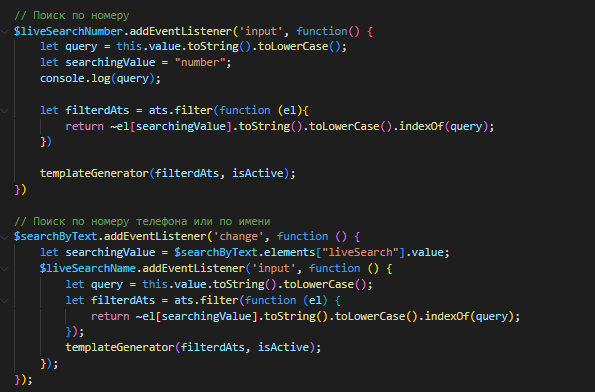 // Поиск по номеру
$liveSearchNumber.addEventListener('input', function() {
let query = this.value.toString().toLowerCase();
let searchingValue = "number";
console.log(query);
let filterdAts = ats.filter(function (el){
return ~el[searchingValue].toString().toLowerCase().indexOf(query);
})
templateGenerator(filterdAts, isActive);
})
// Поиск по номеру телефона или по имени
$searchByText.addEventListener('change', function () {
let searchingValue = $searchByText.elements["liveSearch"].value;
$liveSearchName.addEventListener('input', function () {
let query = this.value.toString().toLowerCase();
let filterdAts = ats.filter(function (el) {
return ~el[searchingValue].toString().toLowerCase().indexOf(query);
});
templateGenerator(filterdAts, isActive);
});
});